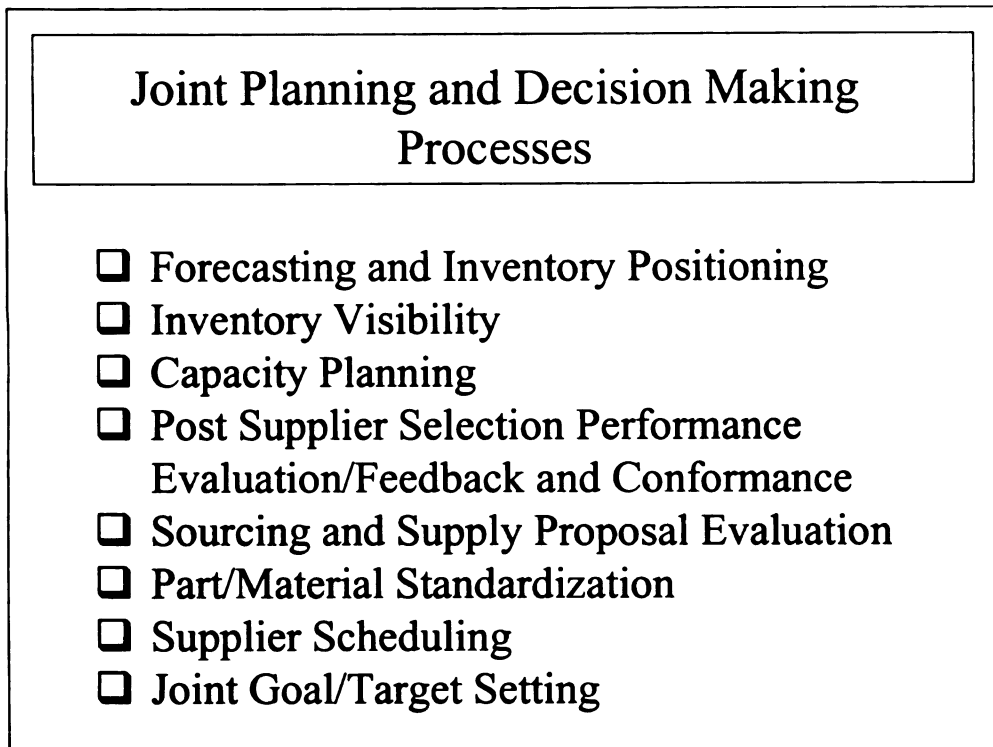 Joint Planning and Decision Making
Processes
❑ Forecasting and Inventory Positioning
❑ Inventory Visibility
❑ Capacity Planning
❑ Post Supplier Selection Performance
Evaluation/Feedback and Conformance
❑ Sourcing and Supply Proposal Evaluation
❑ Part/Material Standardization
❑ Supplier Scheduling
❑ Joint Goal/Target Setting